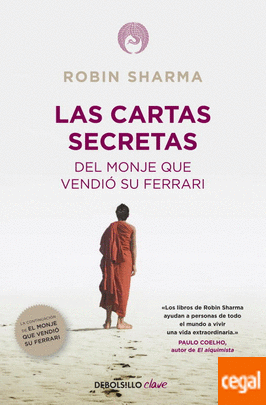 ROBIN SHARMA
LAS CARTAS
SECRETAS
DEL MONJE QUE
VENDIÓ SU FERRARI
LA CONTINUACIÓN
DE EL MONJE QUE
VENDIÓ SU FERRARI
«Los libros de Robin Sharma
ayudan a personas de todo
el mundo a vivir
una vida extraordinaria.»
PAULO COELHO,
autor de El alquimista
DEBOLSILLO clave
cegal